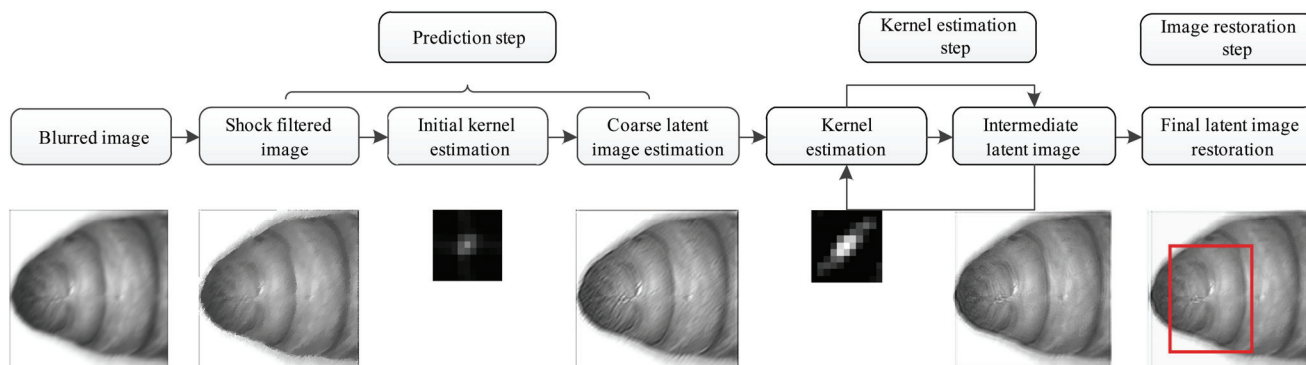 Prediction step
Kernel estimation
step
Image restoration
step
Blurred image
Shock filtered
image
Initial kernel
estimation
Coarse latent
image estimation
Kernel
estimation
Intermediate
latent image
Final latent image
restoration